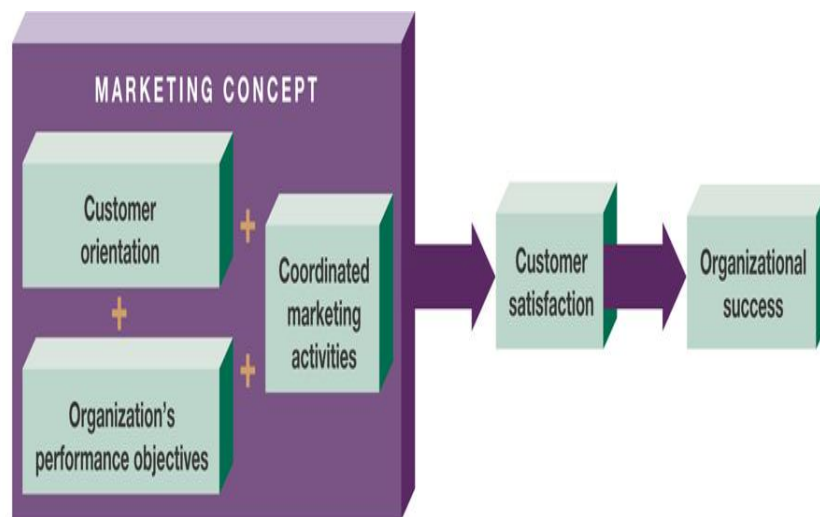 MARKETING CONCEPT
Customer
orientation
+
+
Coordinated
marketing
activities
+
Organization's
performance objectives
Customer
satisfaction
Organizational
success